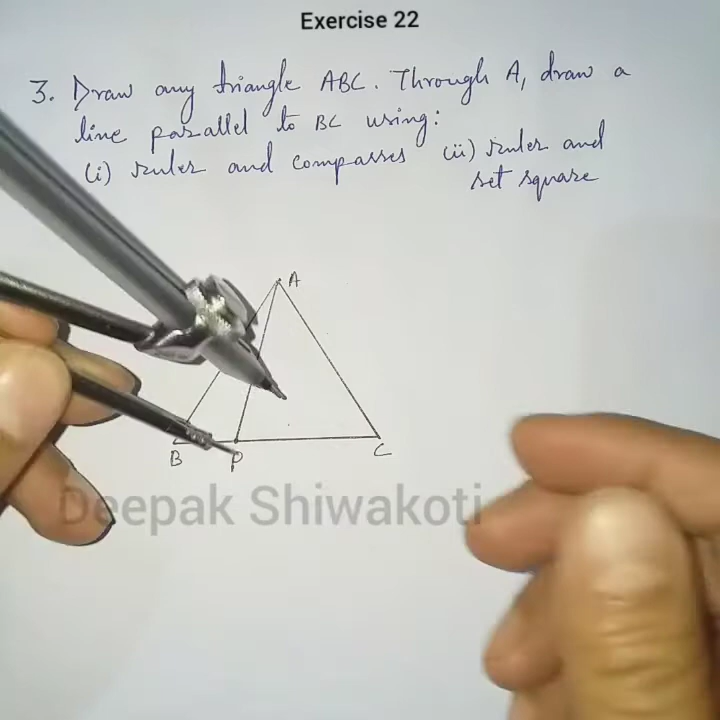 Exercise 22
3. Draw any triangle ABC. Through A, draw a
line parallel to BC using:
(i) ruler and compasses (ii) ruler and
set square
A
B P C
Deepak Shiwakoti